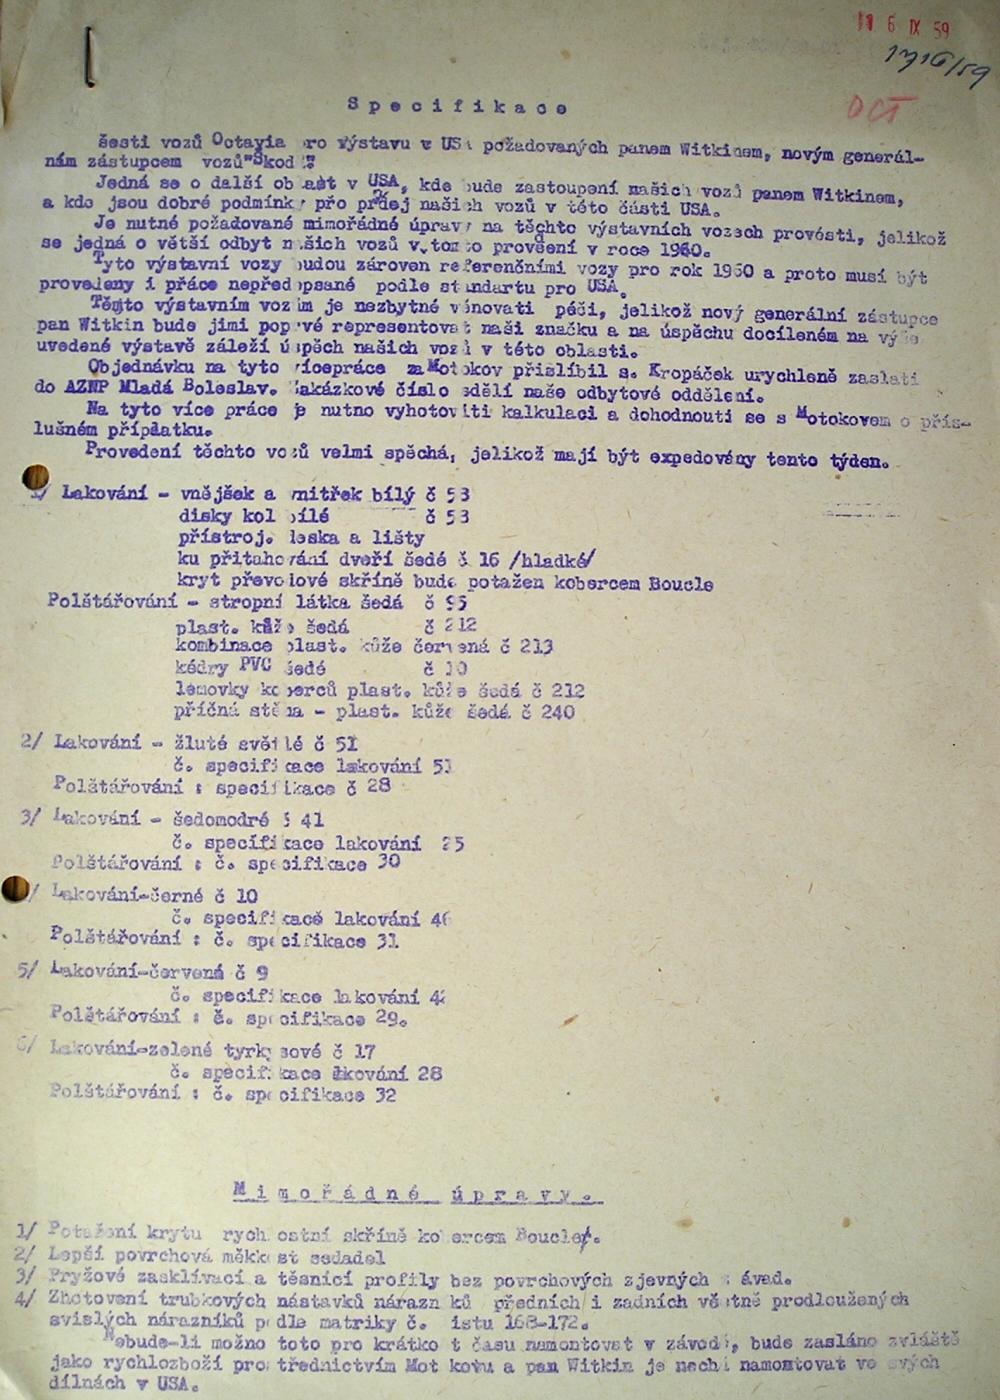 6 IX 59
1716/59
OCT
Specifikace
šesti vozů Octavia pro výstavu v USA požadovaných panem Witkinem, novým generál-
ním zástupcem vozů "Škod
Jedná se o další oblast v USA, kde bude zastoupení našich vozů panem Witkinem,
a kde jsou dobré podmínky pro prodej našich vozů v této části USA.
Je nutné požadované mimořádné úpravy na těchto výstavních vozech provésti, jelikož
se jedná o větší odbyt našich vozů v tomto provedení v roce 1960.
Tyto výstavní vozy budou zároven referenčními vozy pro rok 1960 a proto musí být
provedeny i práce nepředepsané podle standartu pro USA.
Těmto výstavním vozům je nezbytné věnovati péči, jelikož nový generální zástupce
pan Witkin bude jimi poprvé representovat naši značku a na úspěchu docíleném na výše
uvedené výstavě záleží úspěch našich vozů v této oblasti.
Objednávku na tyto vícepráce za Motokov přislíbil s. Kropáček urychleně zaslati
do AZNP Mladá Boleslav. Zakázkové číslo sdělí naše odbytové oddělení.
Na tyto více práce je nutno vyhotoviti kalkulaci a dohodnouti se s Motokovem o přís-
lušném příplatku.
Provedení těchto vozů velmi spěchá, jelikož mají být expedovány tento týden.
1/ Lakování - vnějšek a vnitřek bílý č 53
disky kol bílé č 53
přístroj. deska a lišty
ku přitahování dveří šedé č 16 /hladké/
kryt převodové skříně bude potažen kobercem Boucle
Polštářování - stropní látka šedá č 95
plast. kůže šedá č 212
kombinace plast. kůže červená č 213
kédry PVC šedé č 10
lemovky koberců plast. kůže šedá č 212
příčná stěna - plast. kůže šedá č 240
2/ Lakování - žluté světlé č 51
č. specifikace lakování 51
Polštářování : specifikace č 28
3/ Lakování - šedomodré č 41
č. specifikace lakování 25
Polštářování : č. specifikace 30
/ Lakování-černé č 10
č. specifikace lakování 46
Polštářování : č. specifikace 31
5/ Lakování-červená č 9
č. specifikace lakování 42
Polštářování : č. specifikace 29.
6/ Lakování-zelené tyrkysové č 17
č. specifikace lakování 28
Polštářování : č. specifikace 32
Mimořádné úpravy.
1/ Potažení krytu rychlostní skříně kobercem Boucle.
2/ Lepší povrchová měkkost sedadel
3/ Pryžové zasklívací a těsnící profily bez povrchových zjevných závad.
4/ Zhotovení trubkových nástavků nárazníků předních i zadních včetně prodloužených
svislých nárazníků podle matriky č. listu 168-172.
Nebude-li možno toto pro krátkost času namontovat v závodě, bude zasláno zvláště
jako rychlozboží prostřednictvím Motokovu a pan Witkin je nechá namontovat ve svých
dílnách v USA.